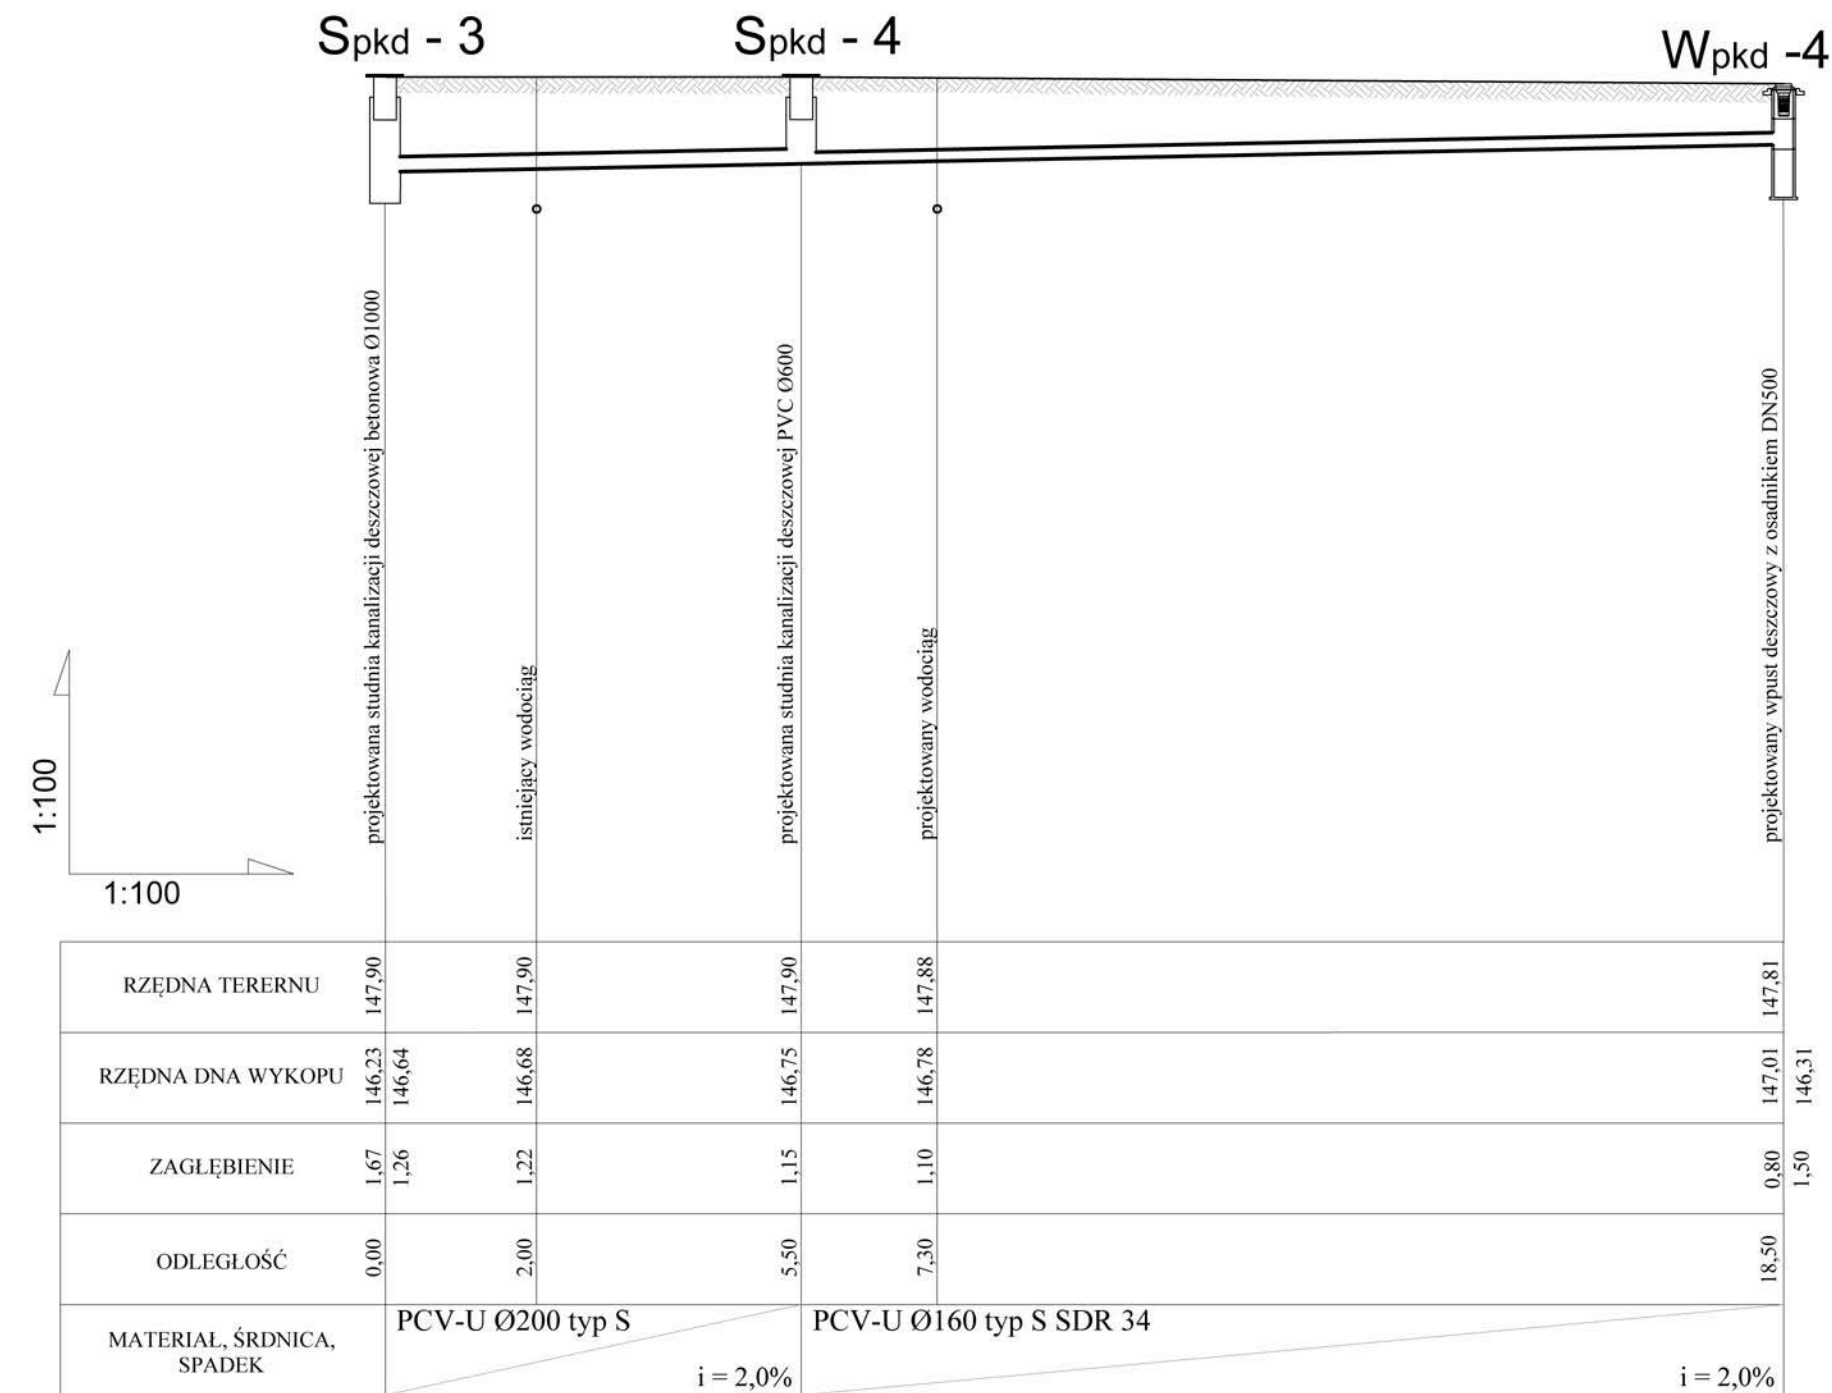 Spkd - 3
Spkd - 4
Wpkd -4
projektowana studnia kanalizacji deszczowej betonowa Ø1000
istniejący wodociąg
projektowana studnia kanalizacji deszczowej PVC Ø600
projektowany wodociąg
projektowany wpust deszczowy z osadnikiem DN500
1:100
1:100
RZĘDNA TERERNU
147,90
147,90
147,90
147,88
147,81
RZĘDNA DNA WYKOPU
146,23
146,64
146,68
146,75
146,78
147,01
146,31
ZAGŁĘBIENIE
1,67
1,26
1,22
1,15
1,10
0,80
1,50
ODLEGŁOŚĆ
0,00
2,00
5,50
7,30
18,50
MATERIAŁ, ŚRDNICA,
SPADEK
PCV-U Ø200 typ S
i = 2,0%
PCV-U Ø160 typ S SDR 34
i = 2,0%